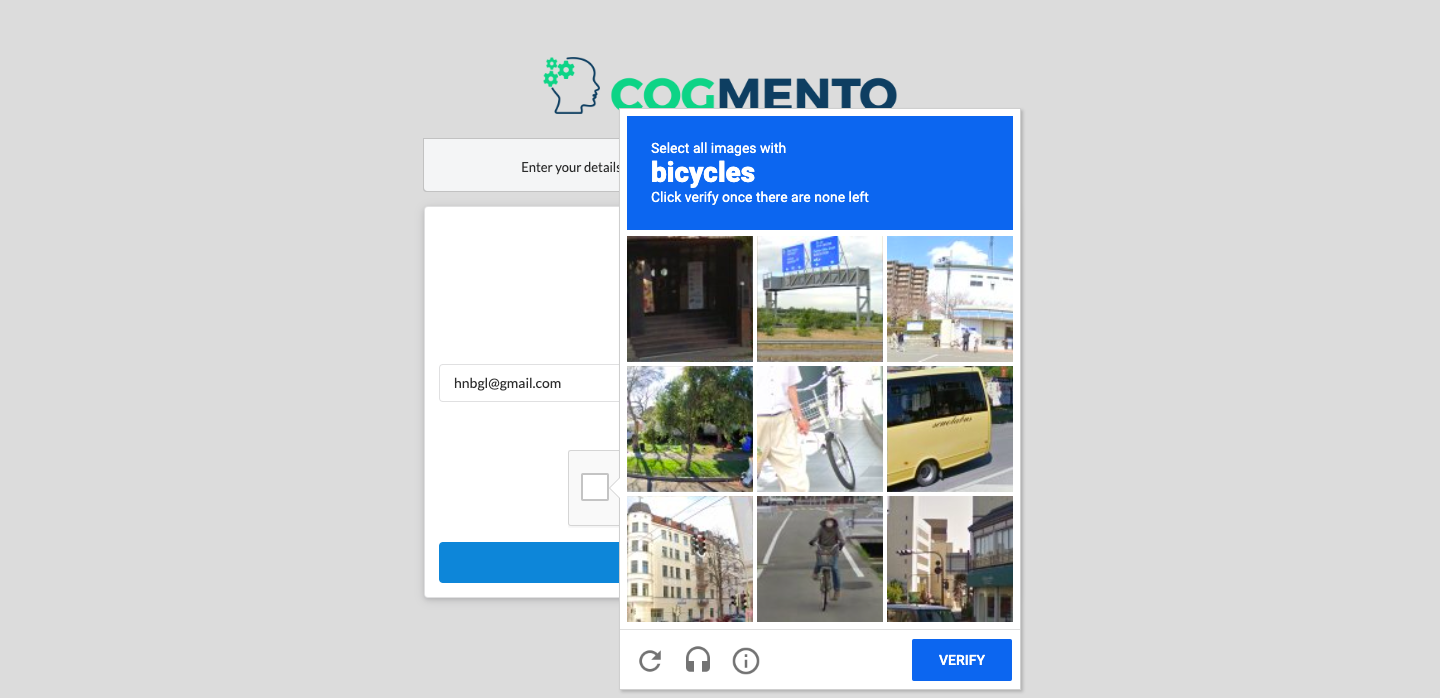 COGMENTO
Enter your details
Select all images with
bicycles
Click verify once there are none left
hnbgl@gmail.com
VERIFY